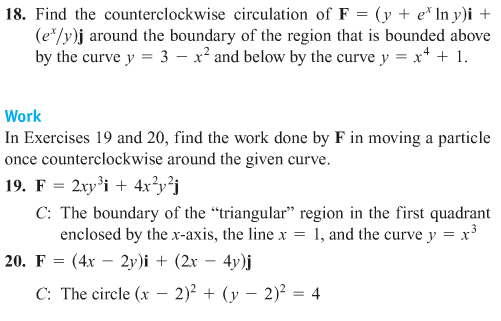 18. Find the counterclockwise circulation of F = (y + eˣ ln y)i +
(eˣ/y)j around the boundary of the region that is bounded above
by the curve y = 3 − x² and below by the curve y = x⁴ + 1.
Work
In Exercises 19 and 20, find the work done by F in moving a particle
once counterclockwise around the given curve.
19. F = 2xy³i + 4x²y²j
C: The boundary of the “triangular” region in the first quadrant
enclosed by the x-axis, the line x = 1, and the curve y = x³
20. F = (4x − 2y)i + (2x − 4y)j
C: The circle (x − 2)² + (y − 2)² = 4